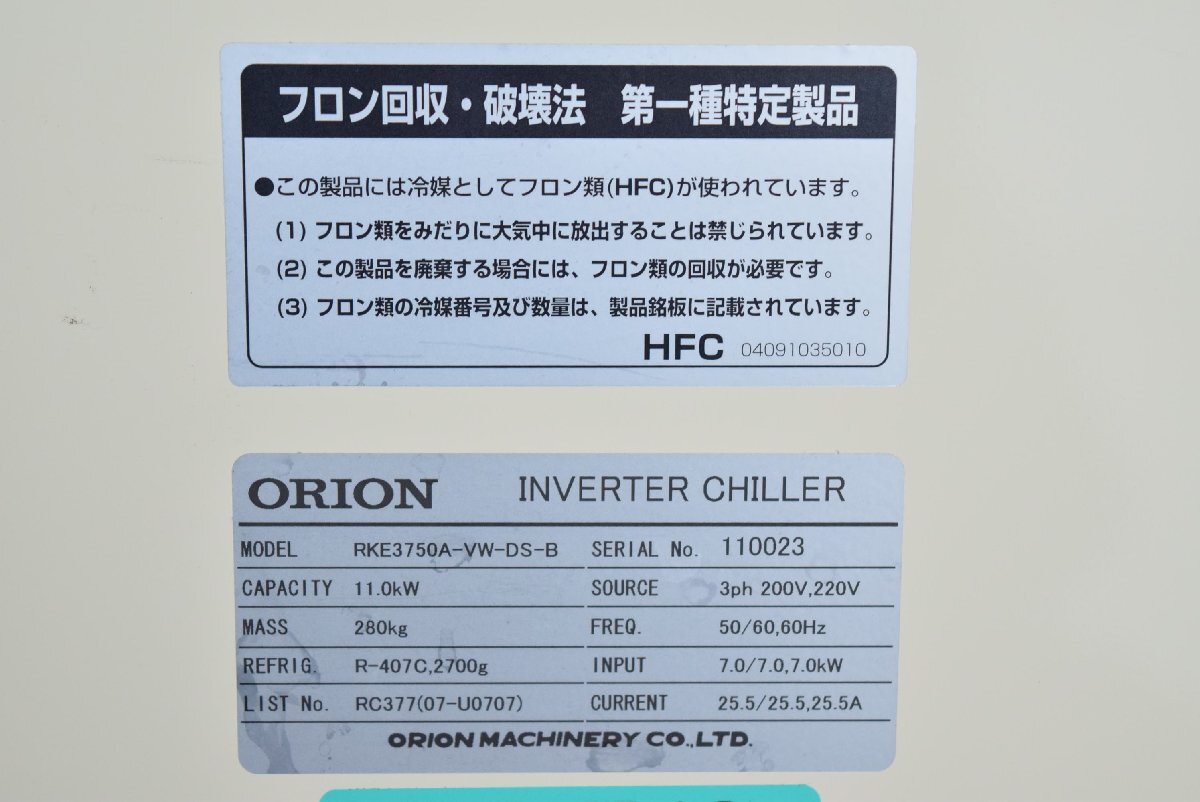 フロン回収・破壊法　第一種特定製品
●この製品には冷媒としてフロン類(HFC)が使われています。
(1) フロン類をみだりに大気中に放出することは禁じられています。
(2) この製品を廃棄する場合には、フロン類の回収が必要です。
(3) フロン類の冷媒番号及び数量は、製品銘板に記載されています。
HFC 04091035010
ORION INVERTER CHILLER
MODEL RKE3750A-VW-DS-B SERIAL No. 110023
CAPACITY 11.0kW SOURCE 3ph 200V,220V
MASS 280kg FREQ. 50/60,60Hz
REFRIG. R-407C,2700g INPUT 7.0/7.0,7.0kW
LIST No. RC377(07-U0707) CURRENT 25.5/25.5,25.5A
ORION MACHINERY CO.,LTD.